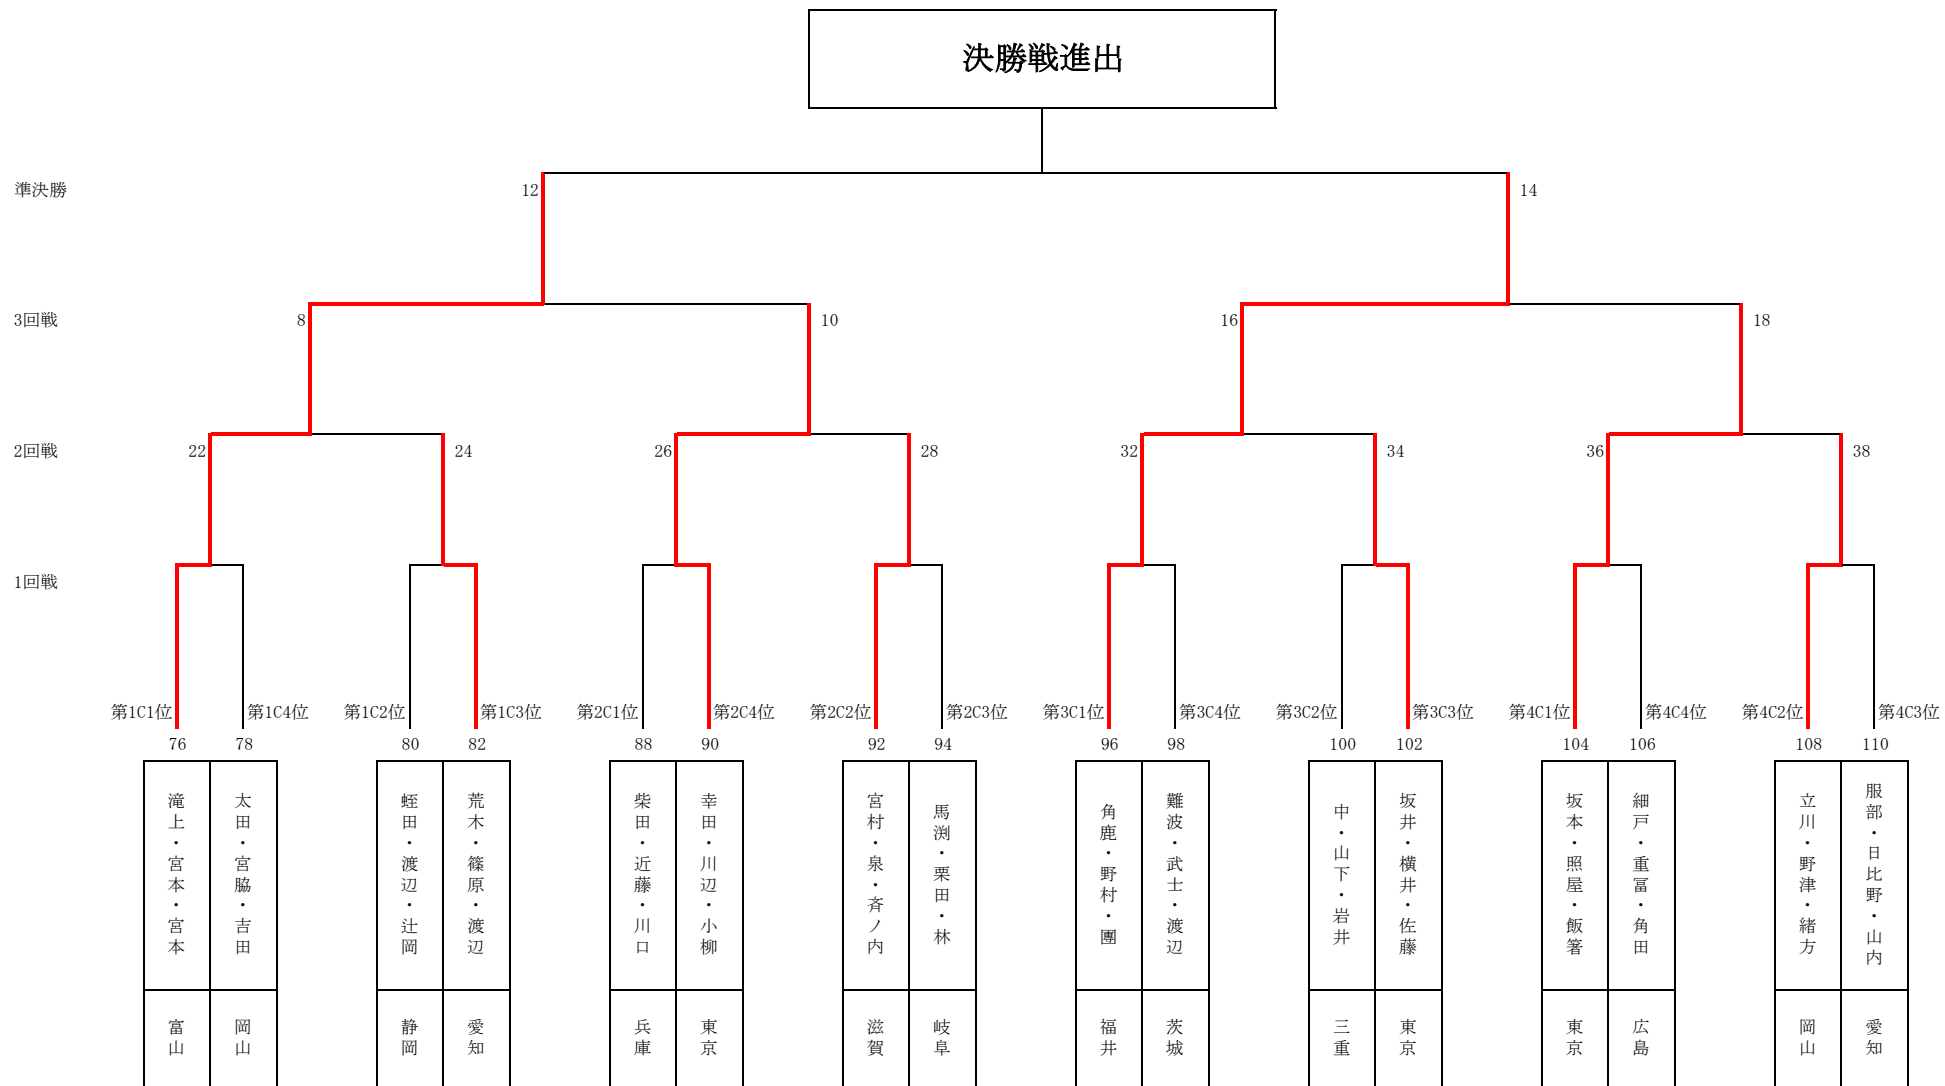 決勝戦進出
準決勝
12
14
3回戦
8
10
16
18
2回戦
22
24
26
28
32
34
36
38
1回戦
第1C1位
第1C4位
第1C2位
第1C3位
第2C1位
第2C4位
第2C2位
第2C3位
第3C1位
第3C4位
第3C2位
第3C3位
第4C1位
第4C4位
第4C2位
第4C3位
76
78
80
82
88
90
92
94
96
98
100
102
104
106
108
110
滝上・宮本・宮本
太田・宮脇・吉田
蛭田・渡辺・辻岡
荒木・篠原・渡辺
柴田・近藤・川口
幸田・川辺・小柳
宮村・泉・斉ノ内
馬渕・栗田・林
角鹿・野村・團
難波・武士・渡辺
中・山下・岩井
坂井・横井・佐藤
坂本・照屋・飯箸
細戸・重冨・角田
立川・野津・緒方
服部・日比野・山内
富山
岡山
静岡
愛知
兵庫
東京
滋賀
岐阜
福井
茨城
三重
東京
東京
広島
岡山
愛知